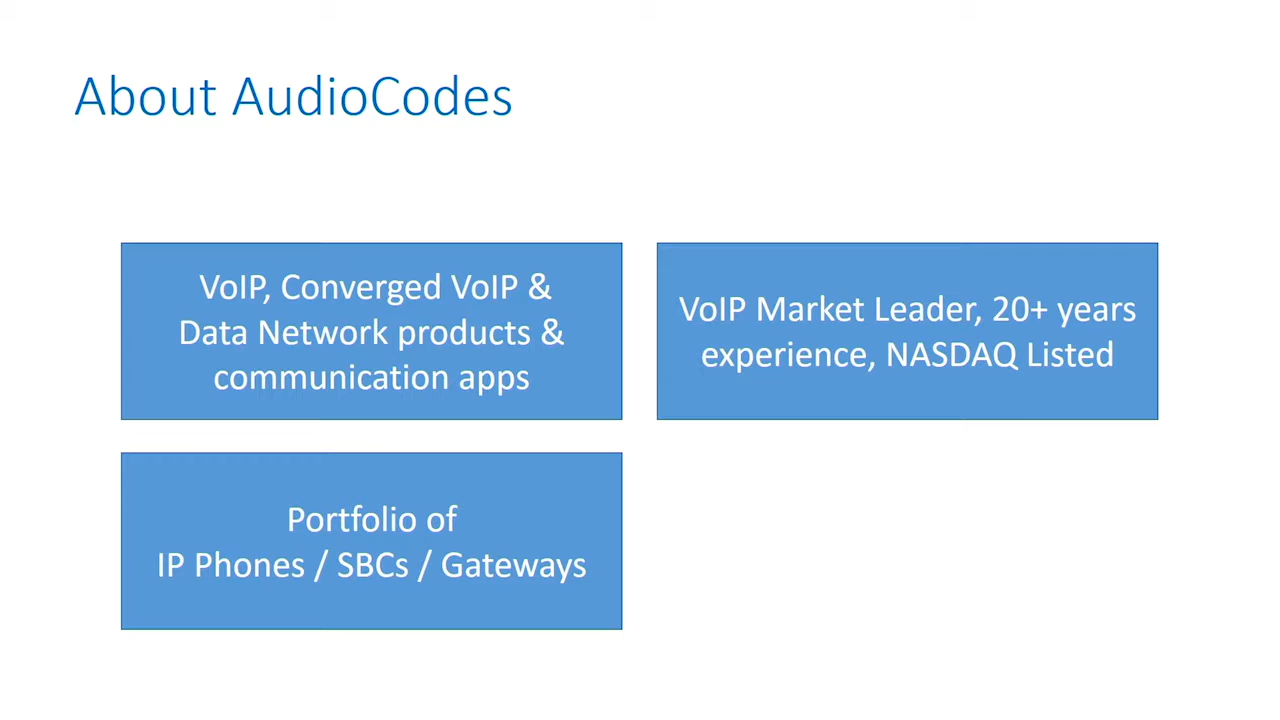 About AudioCodes
VoIP, Converged VoIP &
Data Network products &
communication apps
VoIP Market Leader, 20+ years
experience, NASDAQ Listed
Portfolio of
IP Phones / SBCs / Gateways